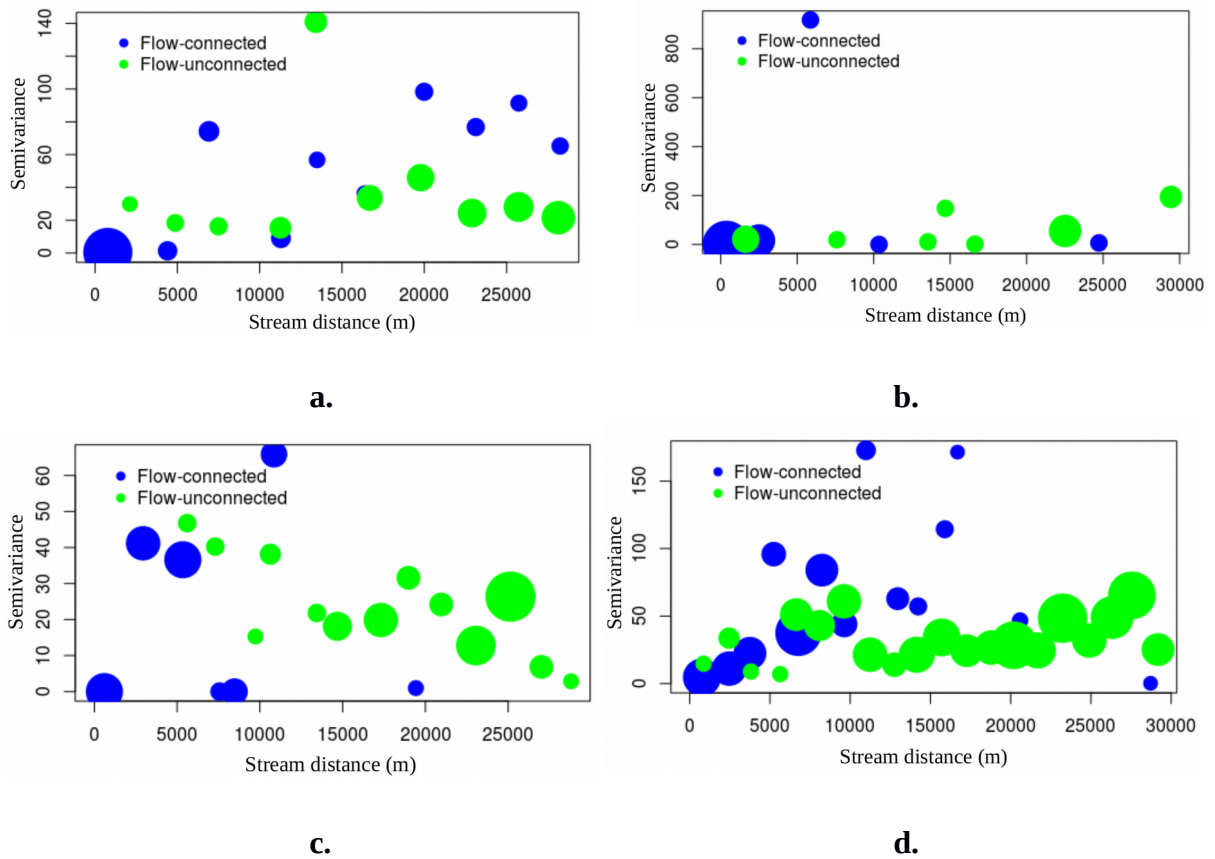 140
100
60
20
0
Semivariance
Flow-connected
Flow-unconnected
0 5000 10000 15000 20000 25000
Stream distance (m)
a.
800
600
400
200
0
Semivariance
Flow-connected
Flow-unconnected
0 5000 10000 15000 20000 25000 30000
Stream distance (m)
b.
60
50
40
30
20
10
0
Semivariance
Flow-connected
Flow-unconnected
0 5000 10000 15000 20000 25000
Stream distance (m)
c.
150
100
50
0
Semivariance
Flow-connected
Flow-unconnected
0 5000 10000 15000 20000 25000 30000
Stream distance (m)
d.